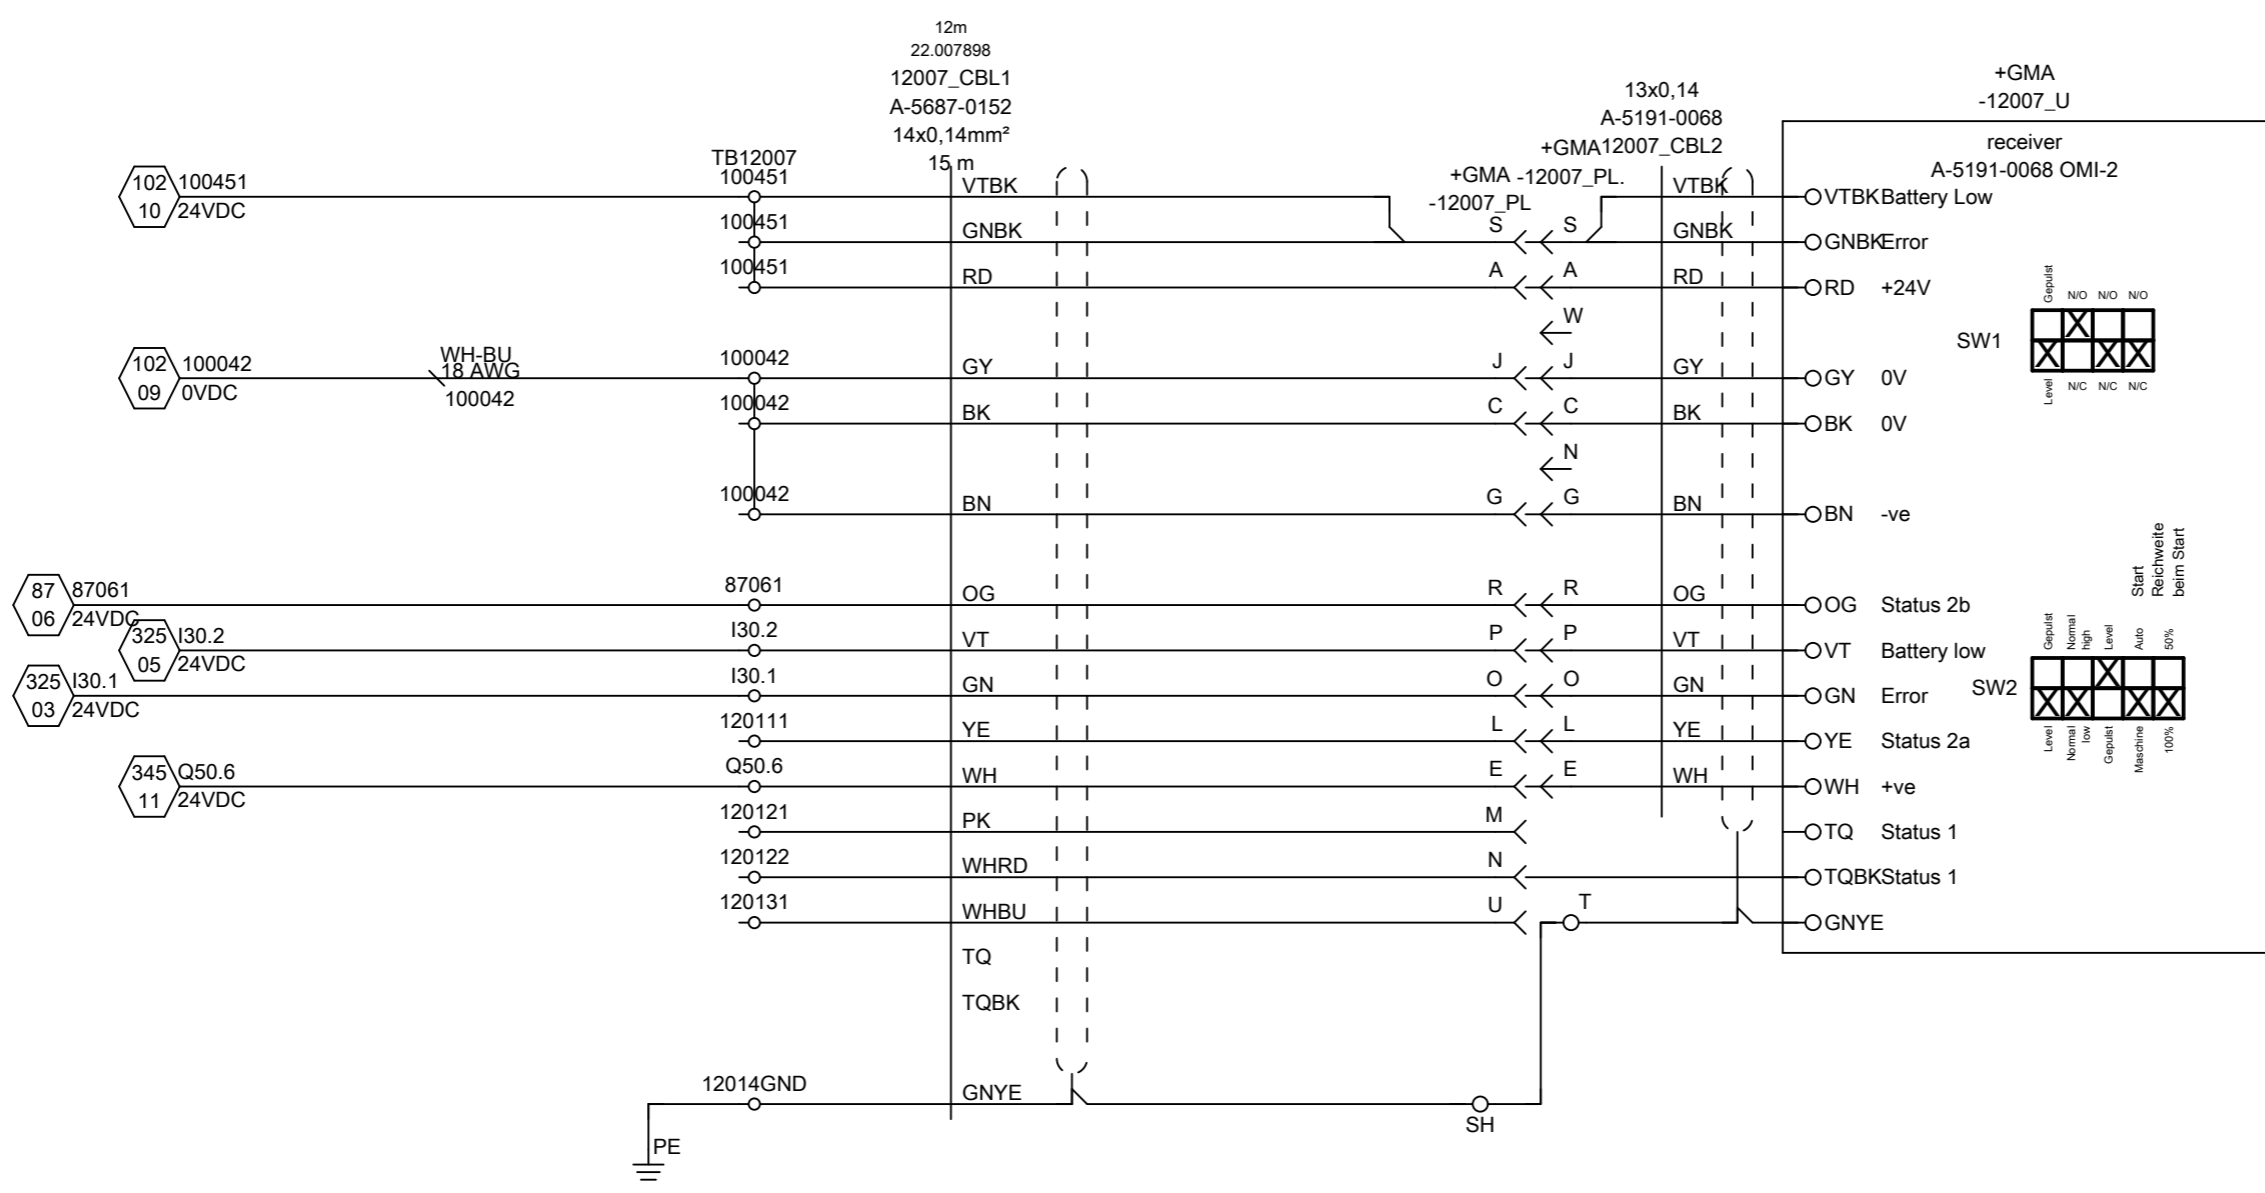 12m
22.007898
12007_CBL1
A-5687-0152
14x0,14mm²
15 m
13x0,14
A-5191-0068
+GMA 12007_CBL2
+GMA -12007_PL.
-12007_PL
+GMA
-12007_U
receiver
A-5191-0068 OMI-2
TB12007
102 100451 100451 VTBK VTBK VTBK Battery Low
10 24VDC
100451 GNBK S S GNBK GNBK Error
100451 RD A A RD RD +24V
W
102 100042 WH-BU 100042 GY J J GY GY 0V
09 0VDC 18 AWG
100042
100042 BK C C BK BK 0V
N
100042 BN G G BN BN -ve
87 87061 87061 OG R R OG OG Status 2b
06 24VDC
325 I30.2 I30.2 VT P P VT VT Battery low
05 24VDC
325 I30.1 I30.1 GN O O GN GN Error
03 24VDC
120111 YE L L YE YE Status 2a
345 Q50.6 Q50.6 WH E E WH WH +ve
11 24VDC
120121 PK M TQ Status 1
120122 WHRD N TQBK Status 1
120131 WHBU U T GNYE
TQ
TQBK
12014GND GNYE
SH
PE
Gepulst N/O N/O N/O
SW1
X
X X X
Level N/C N/C N/C
Start
Reichweite
beim Start
Gepulst Normal high Level Auto 50%
SW2
X
X X X X
Level Normal low Gepulst Maschine 100%